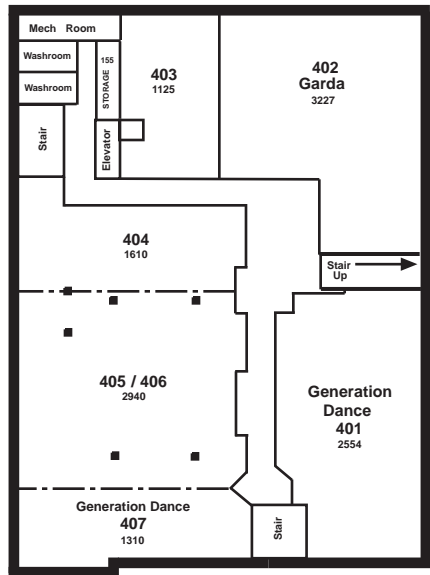 Mech Room
Washroom
Washroom
STORAGE 155
Stair
Elevator
403
1125
402
Garda
3227
404
1610
Stair
Up
405 / 406
2940
Generation
Dance
401
2554
Generation Dance
407
1310
Stair